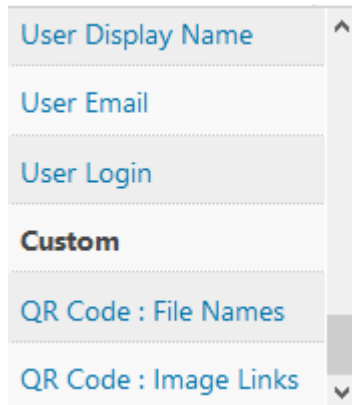 User Display Name
User Email
User Login
Custom
QR Code : File Names
QR Code : Image Links